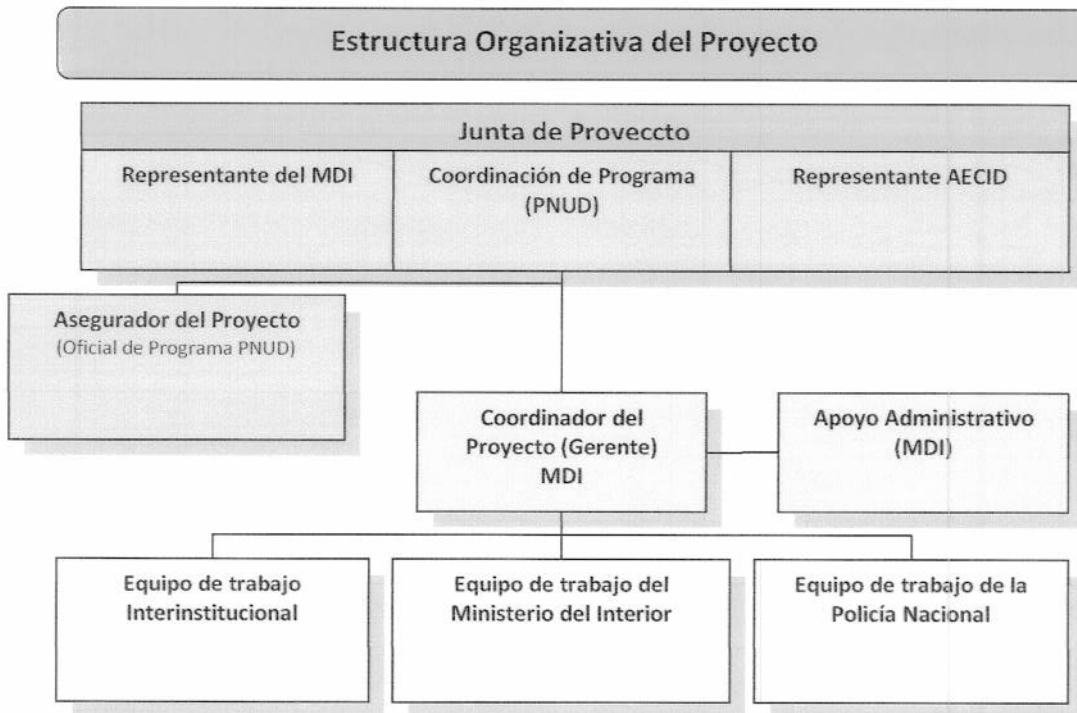 Estructura Organizativa del Proyecto
Junta de Proveccto
Representante del MDI
Coordinación de Programa
(PNUD)
Representante AECID
Asegurador del Proyecto
(Oficial de Programa PNUD)
Coordinador del
Proyecto (Gerente)
MDI
Apoyo Administrativo
(MDI)
Equipo de trabajo
Interinstitucional
Equipo de trabajo del
Ministerio del Interior
Equipo de trabajo de la
Policía Nacional